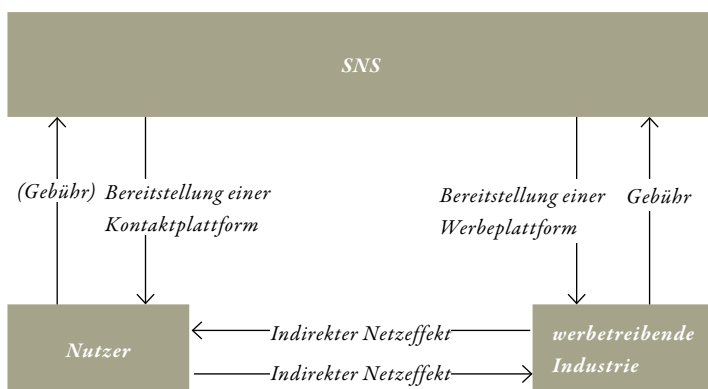 SNS
(Gebühr)
Bereitstellung einer
Kontaktplattform
Bereitstellung einer
Werbeplattform
Gebühr
Nutzer
Indirekter Netzeffekt
Indirekter Netzeffekt
werbetreibende
Industrie